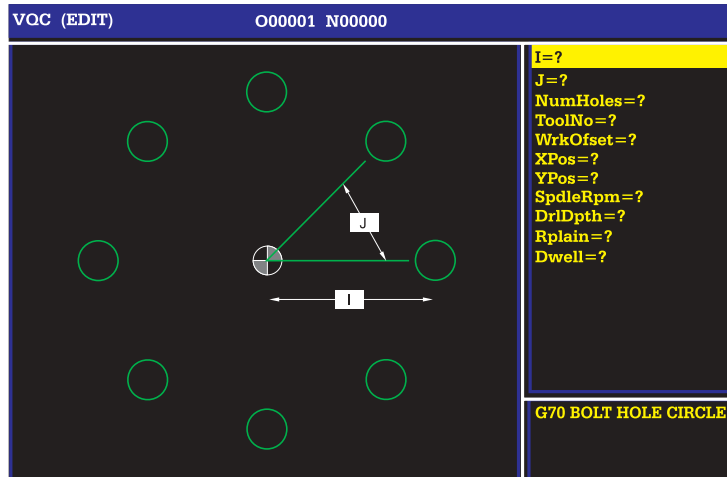 VQC (EDIT) O00001 N00000
I=?
J=?
NumHoles=?
ToolNo=?
WrkOfset=?
XPos=?
YPos=?
SpdleRpm=?
DrlDpth=?
Rplain=?
Dwell=?
J
I
G70 BOLT HOLE CIRCLE